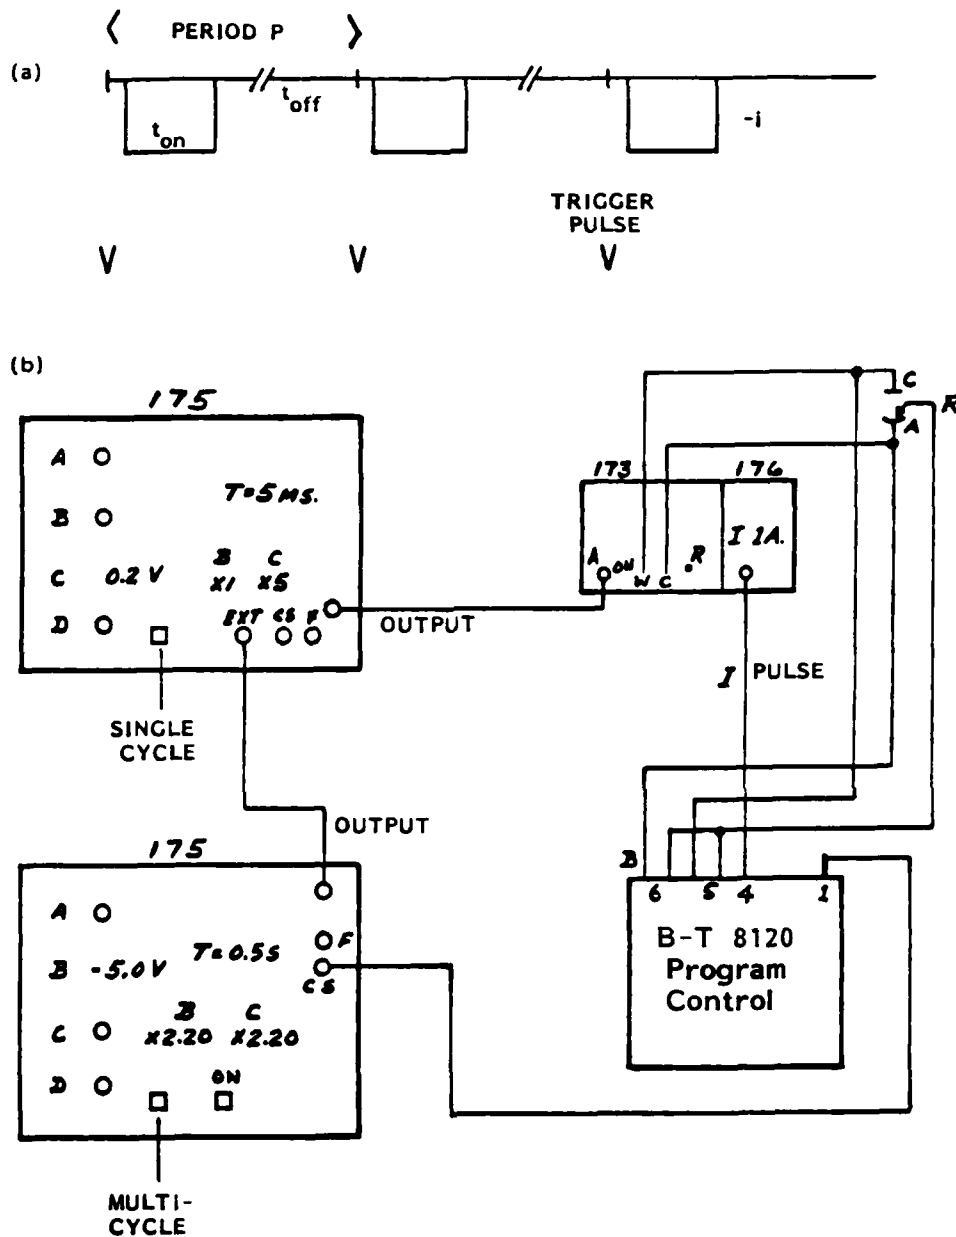 PERIOD P
(a)
t_off
t_on
-i
TRIGGER
PULSE
(b)
175
A
B
C 0.2 V
D
T=5 MS.
B C
X1 X5
EXT CS F
OUTPUT
SINGLE
CYCLE
173 176
A ON W C R
I 1A.
C
A
R
I PULSE
OUTPUT
175
A
B -5.0 V
C
D
T=0.5 S
F
CS
B C
X2.20 X2.20
ON
MULTI-
CYCLE
B 6 5 4 1
B-T 8120
Program
Control